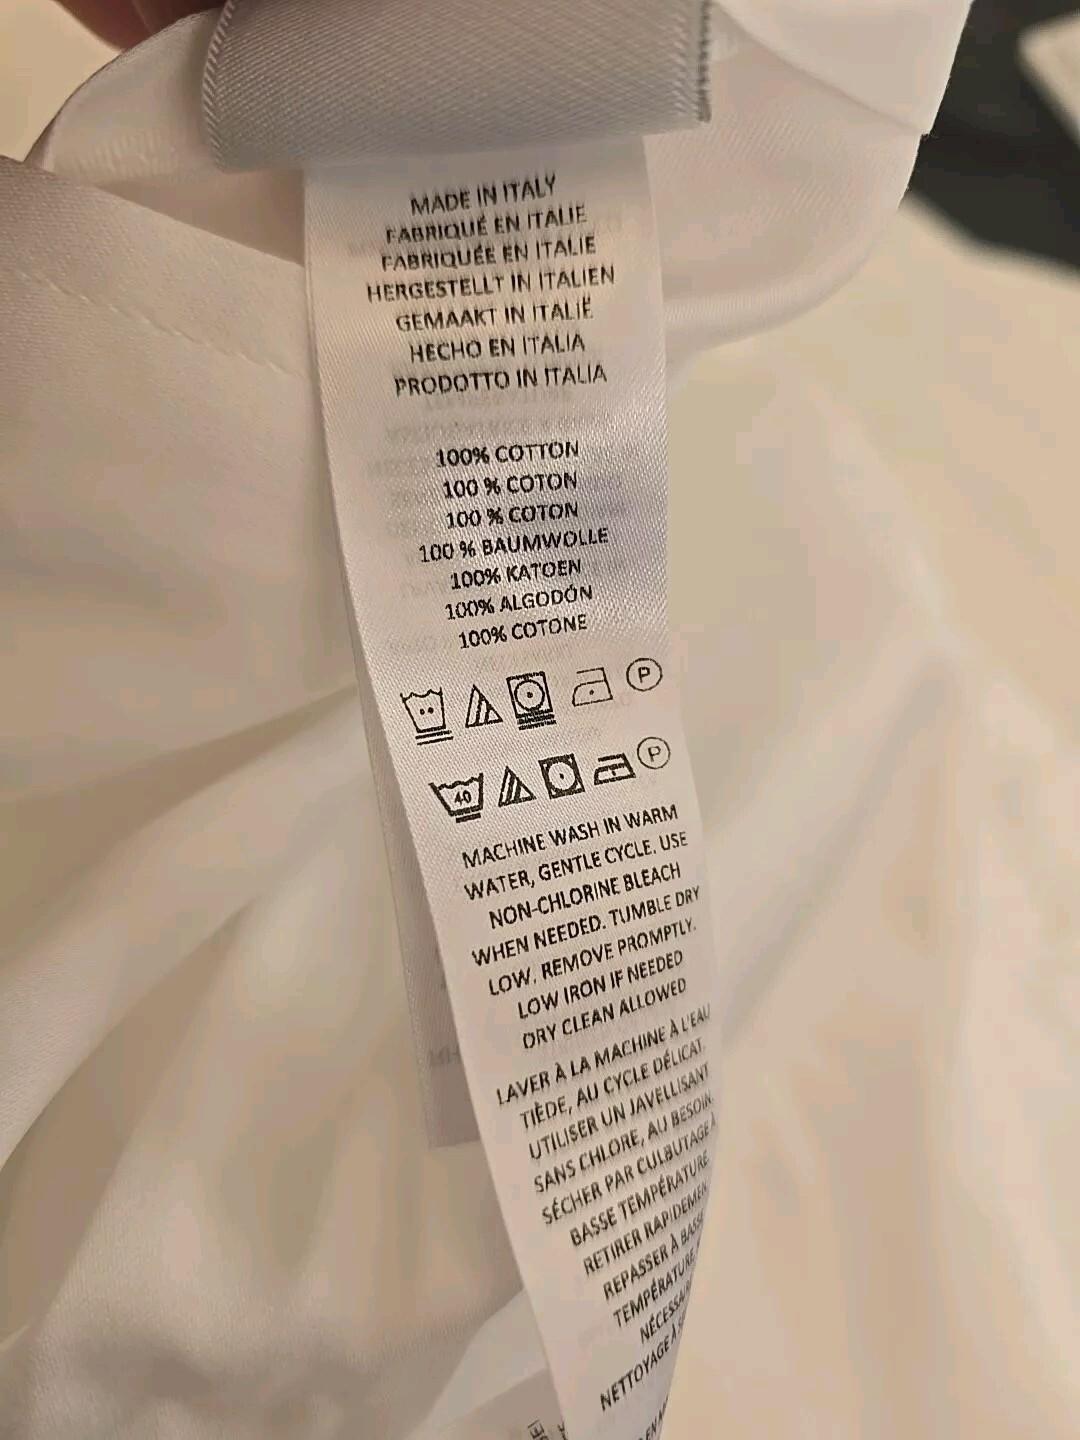 MADE IN ITALY
FABRIQUÉ EN ITALIE
FABRIQUÉE EN ITALIE
HERGESTELLT IN ITALIEN
GEMAAKT IN ITALIË
HECHO EN ITALIA
PRODOTTO IN ITALIA
100% COTTON
100 % COTON
100 % COTON
100 % BAUMWOLLE
100% KATOEN
100% ALGODÓN
100% COTONE
P
40 P
MACHINE WASH IN WARM
WATER, GENTLE CYCLE. USE
NON-CHLORINE BLEACH
WHEN NEEDED. TUMBLE DRY
LOW. REMOVE PROMPTLY.
LOW IRON IF NEEDED
DRY CLEAN ALLOWED
LAVER À LA MACHINE À L'EAU
TIÈDE, AU CYCLE DÉLICAT.
UTILISER UN JAVELLISANT
SANS CHLORE, AU BESOIN.
SÉCHER PAR CULBUTAGE À
BASSE TEMPÉRATURE.
RETIRER
REPASSER À
TEMPÉRATURE,
NETTOYAGE À